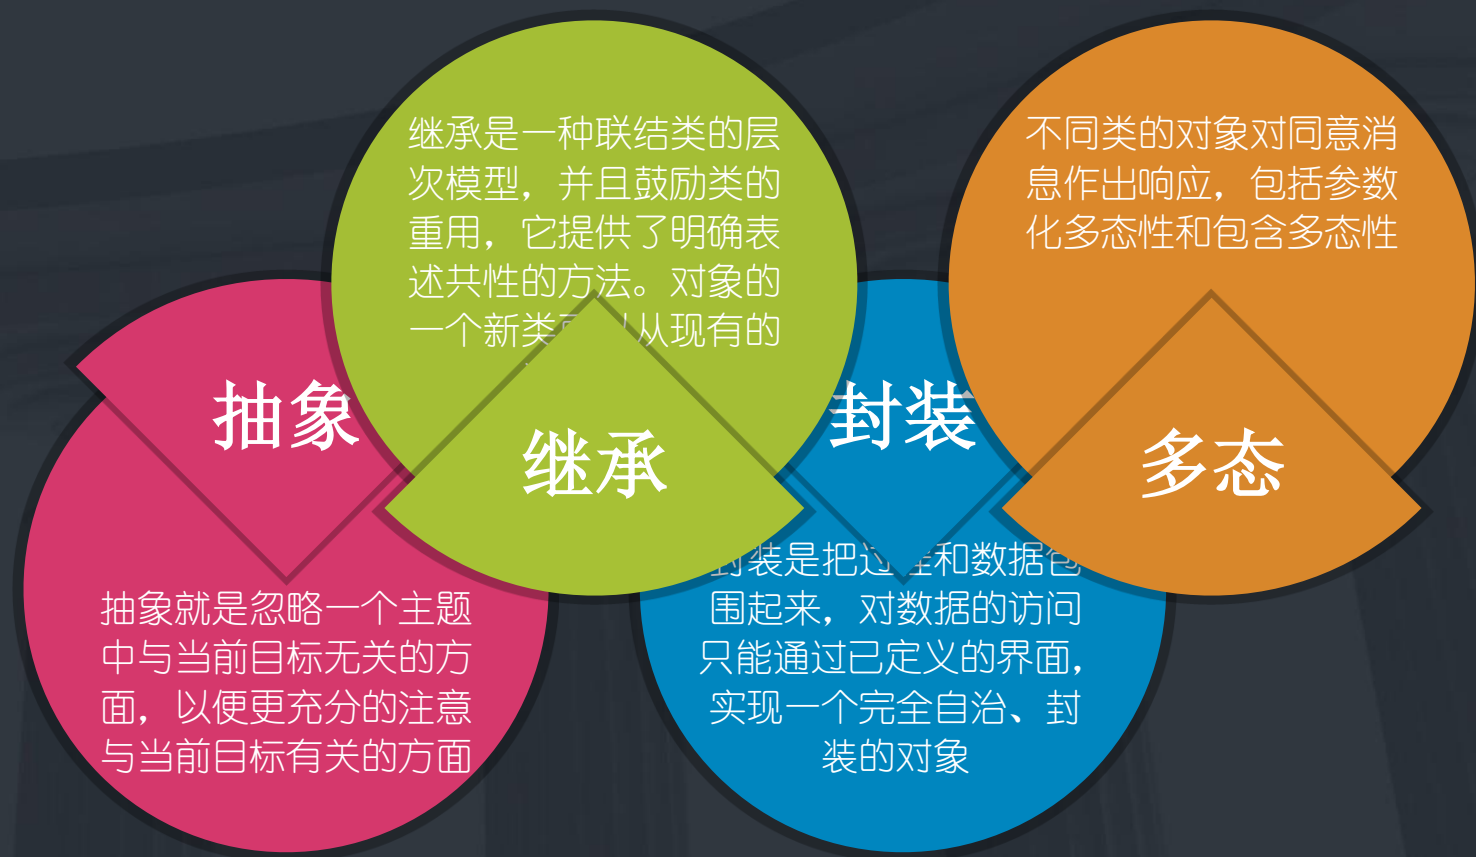 抽象
抽象就是忽略一个主题
中与当前目标无关的方
面，以便更充分的注意
与当前目标有关的方面
继承是一种联结类的层
次模型，并且鼓励类的
重用，它提供了明确表
述共性的方法。对象的
一个新类 从现有的
继承
封装
装是把过 和数据包
围起来，对数据的访问
只能通过已定义的界面，
实现一个完全自治、封
装的对象
不同类的对象对同意消
息作出响应，包括参数
化多态性和包含多态性
多态